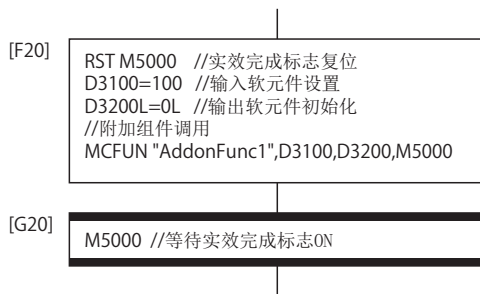 [F20]
RST M5000 //实效完成标志复位
D3100=100 //输入软元件设置
D3200L=0L //输出软元件初始化
//附加组件调用
MCFUN "AddonFunc1",D3100,D3200,M5000
[G20]
M5000 //等待实效完成标志ON